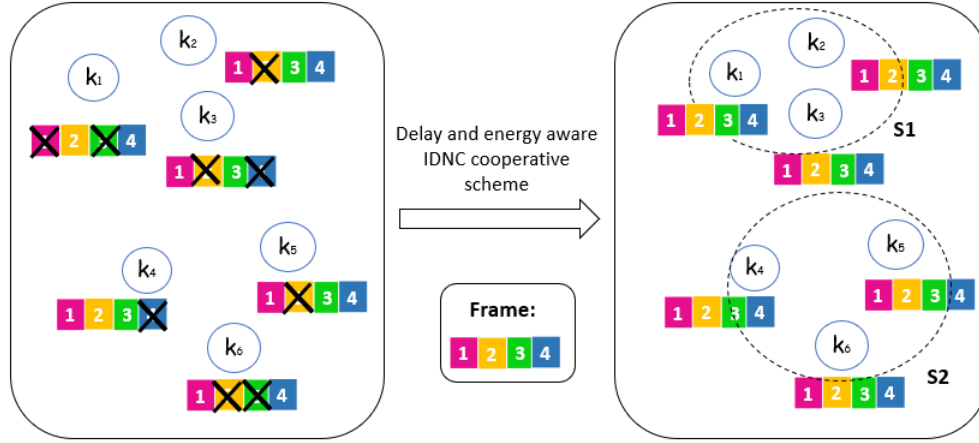 k₂
1 3 4
k₁
k₃
2 4
1 3
k₅
k₄
1 3 4
1 2 3
k₆
1 4
Delay and energy aware
IDNC cooperative
scheme
Frame:
1 2 3 4
k₂
k₁
1 2 3 4
k₃
1 2 3 4
S1
1 2 3 4
k₅
k₄
1 2 3 4
1 2 3 4
k₆
S2
1 2 3 4